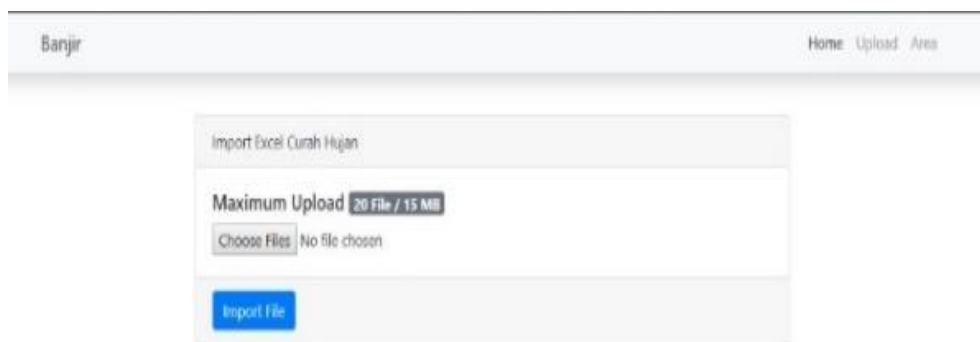 Banjir
Home Upload Area
Import Excel Curah Hujan
Maximum Upload 20 File / 15 MB
Choose Files No file chosen
Import File